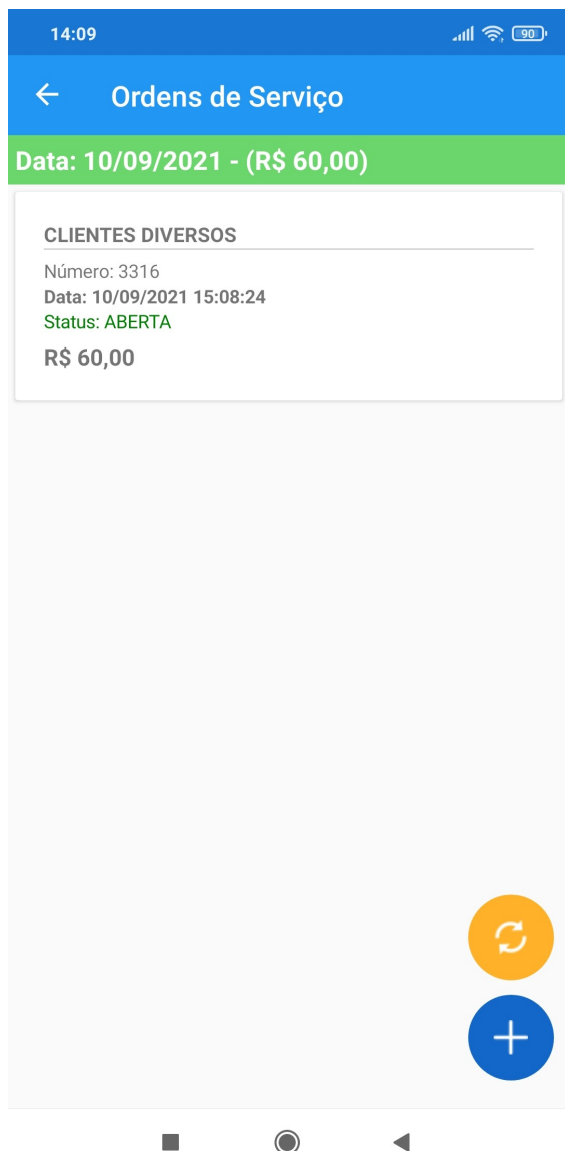 14:09
90
Ordens de Serviço
Data: 10/09/2021 - (R$ 60,00)
CLIENTES DIVERSOS
Número: 3316
Data: 10/09/2021 15:08:24
Status: ABERTA
R$ 60,00